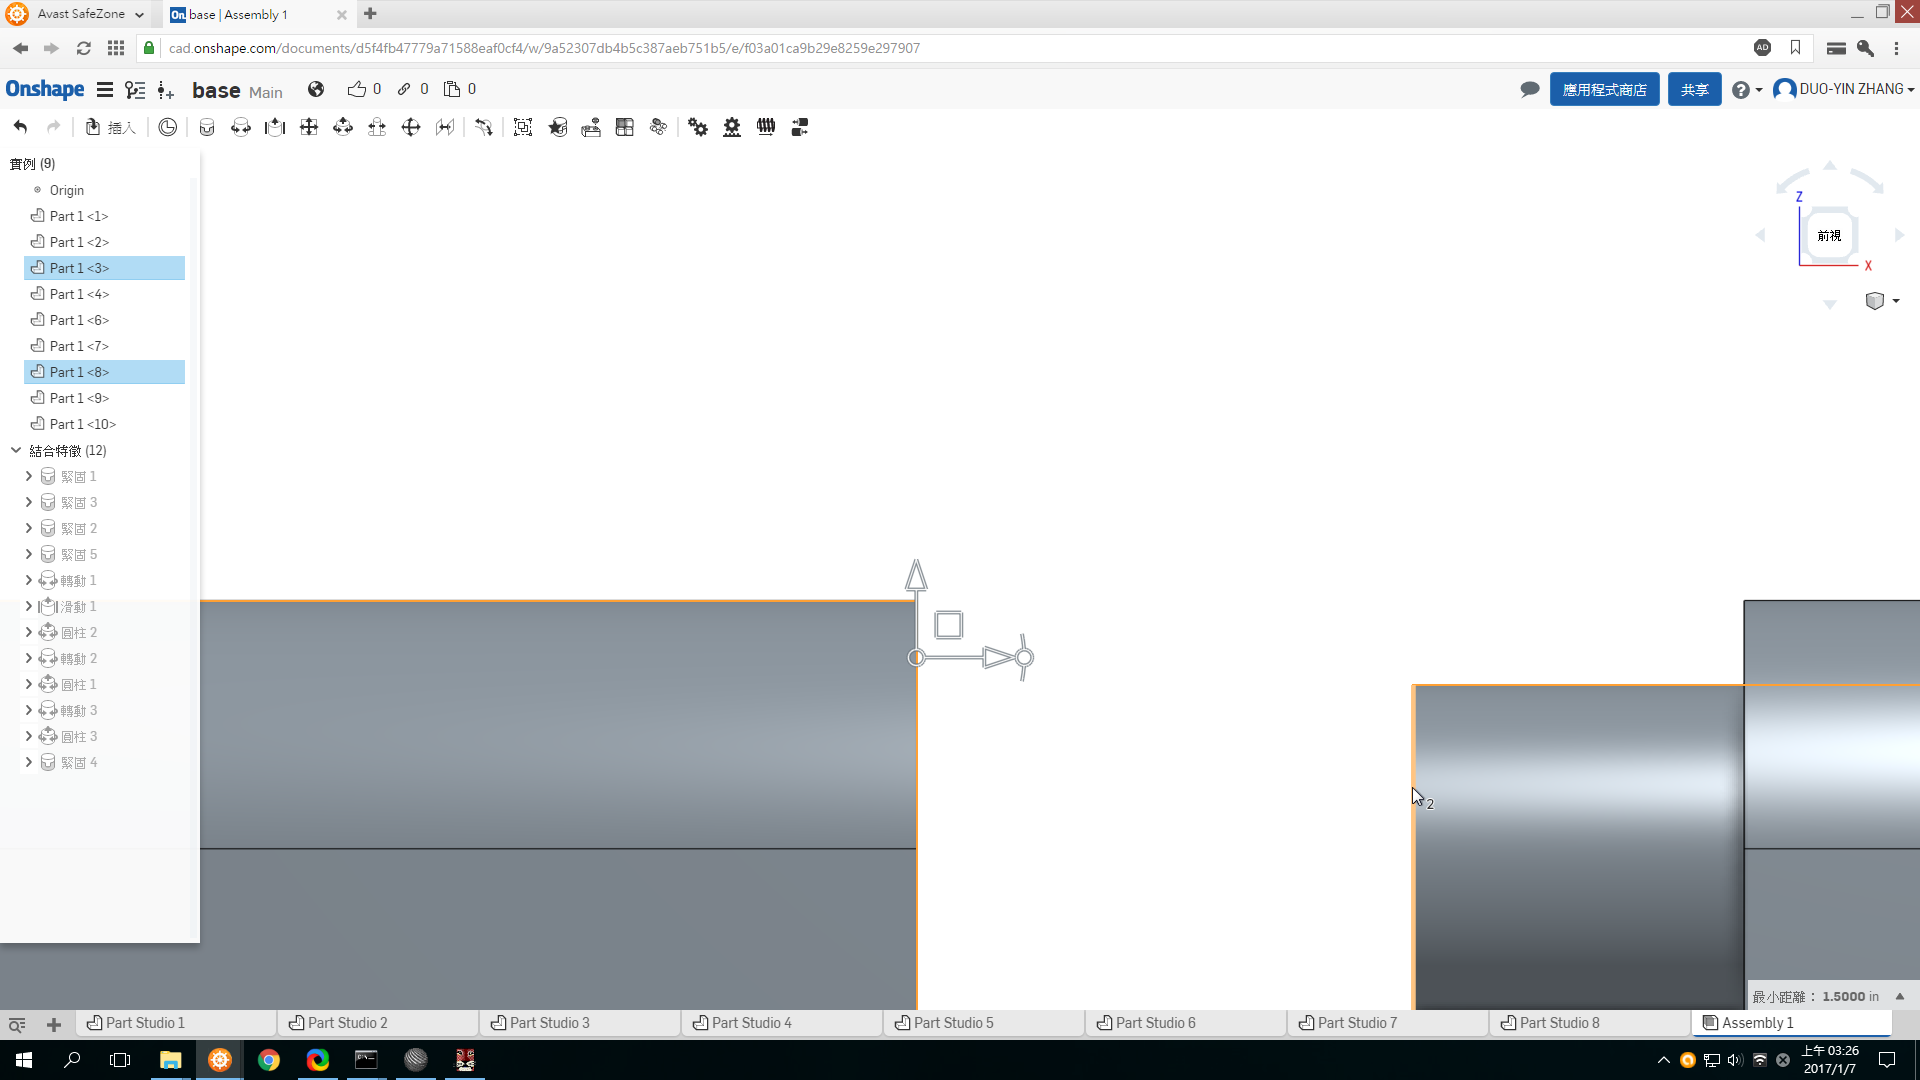 Avast SafeZone
On. base | Assembly 1
cad.onshape.com/documents/d5f4fb47779a71588eaf0cf4/w/9a52307db4b5c387aeb751b5/e/f03a01ca9b29e8259e297907
AD
Onshape
base Main
0
0
0
應用程式商店
共享
DUO-YIN ZHANG
插入
實例 (9)
Origin
Part 1 <1>
Part 1 <2>
Part 1 <3>
Part 1 <4>
Part 1 <6>
Part 1 <7>
Part 1 <8>
Part 1 <9>
Part 1 <10>
結合特徵 (12)
緊固 1
緊固 3
緊固 2
緊固 5
轉動 1
滑動 1
圓柱 2
轉動 2
圓柱 1
轉動 3
圓柱 3
緊固 4
Z
前視
X
2
最小距離： 1.5000 in
Part Studio 1
Part Studio 2
Part Studio 3
Part Studio 4
Part Studio 5
Part Studio 6
Part Studio 7
Part Studio 8
Assembly 1
上午 03:26
2017/1/7